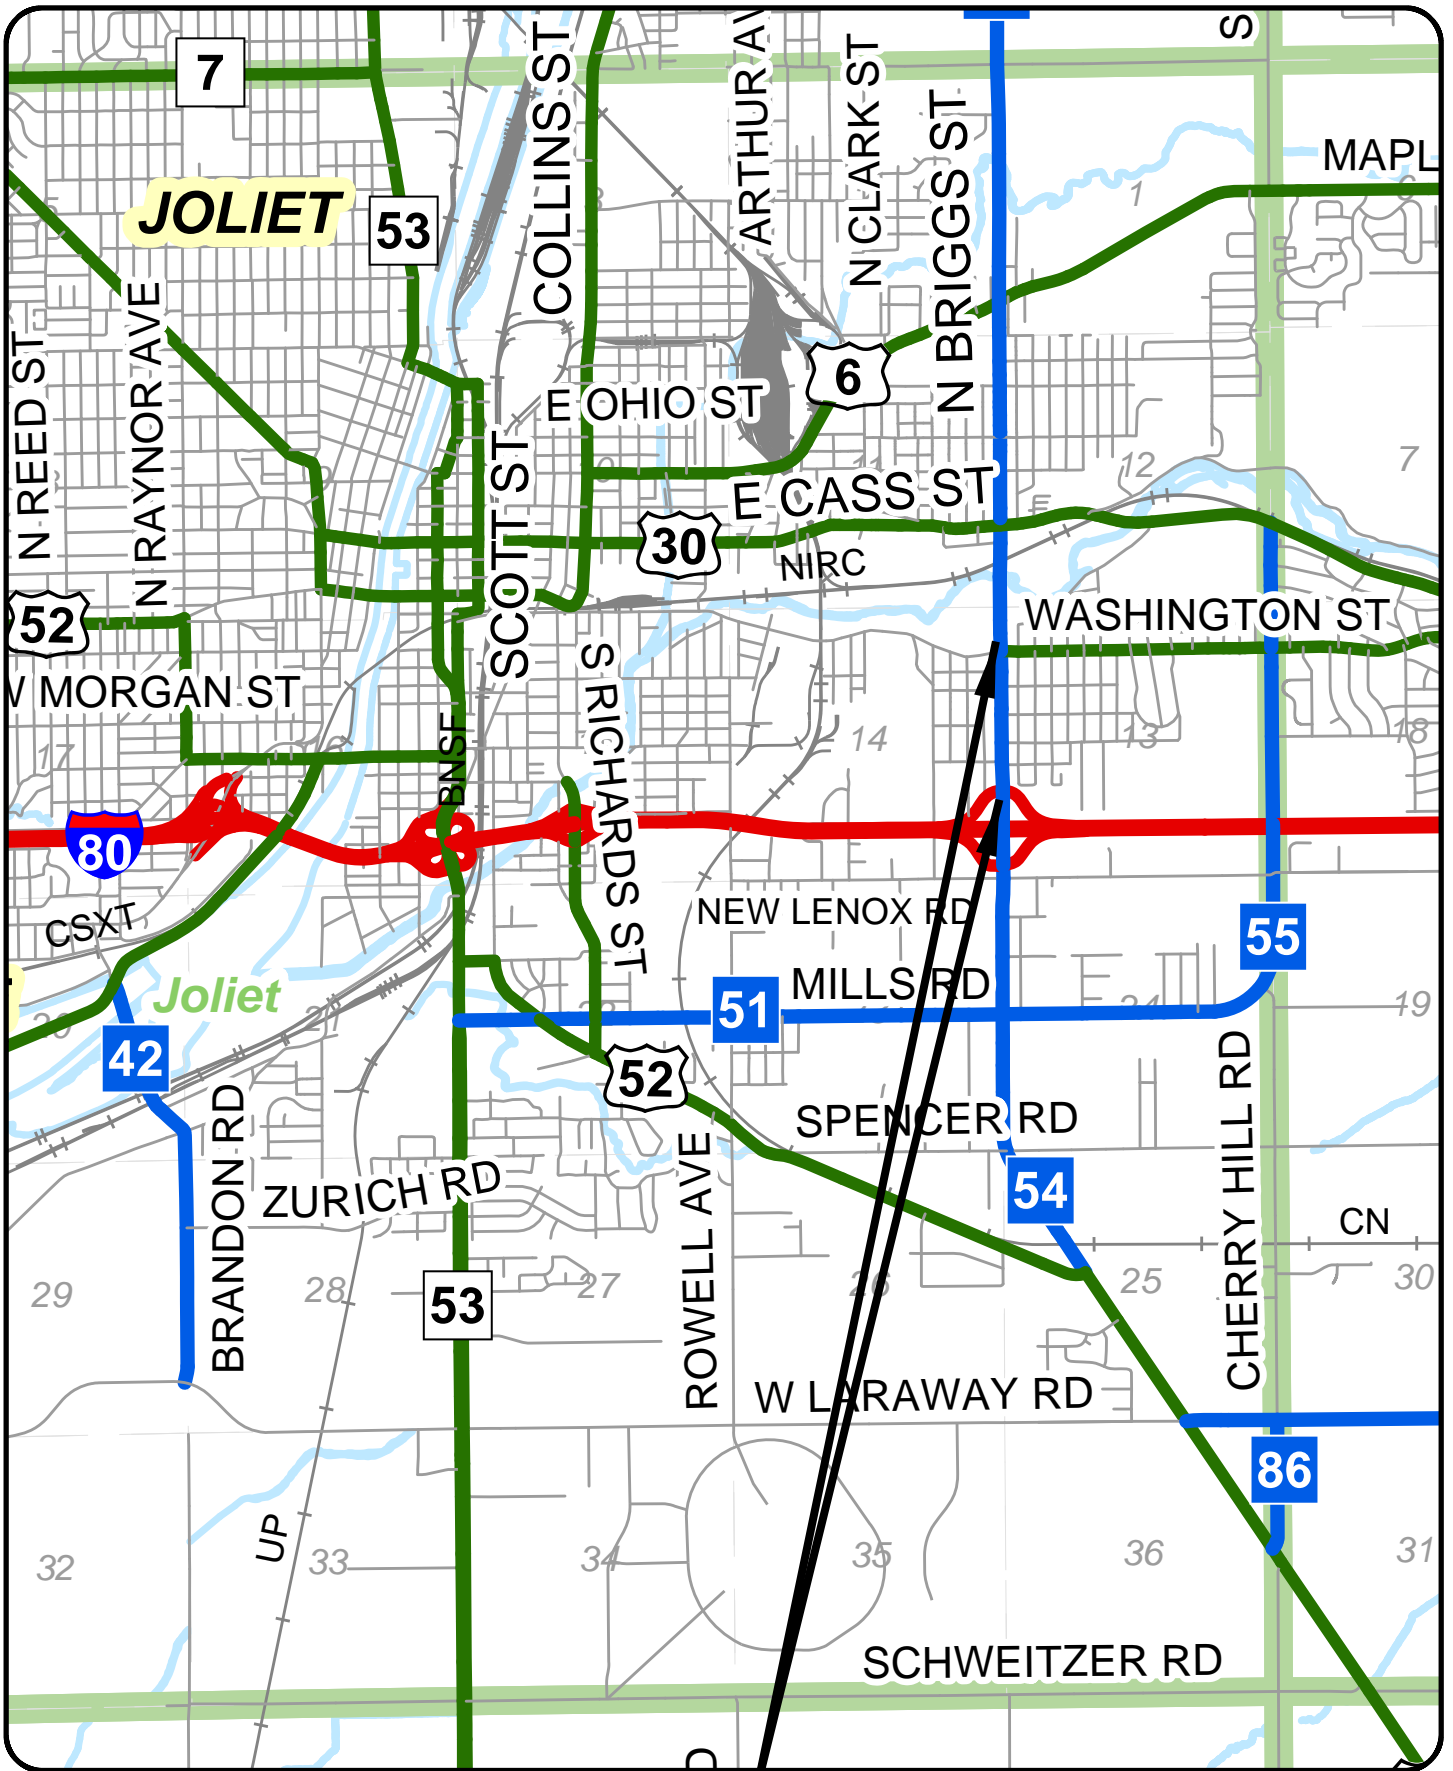 7
COLLINS ST
N CLARK ST
N BRIGGS ST
S
MAPL
JOLIET
53
1
6
N RAYNOR AVE
N REED ST
6
E OHIO ST
SCOTT ST
E CASS ST
12
7
30
NIRC
52
WASHINGTON ST
W MORGAN ST
S RICHARDS ST
BNSF
17
14
13
18
80
CSXT
NEW LENOX RD
55
MILLS RD
Joliet
51
19
42
52
SPENCER RD
BRANDON RD
ZURICH RD
ROWELL AVE
54
CHERRY HILL RD
CN
29
28
53
27
26
25
30
W LARAWAY RD
86
UP
32
33
34
35
36
31
SCHWEITZER RD
D